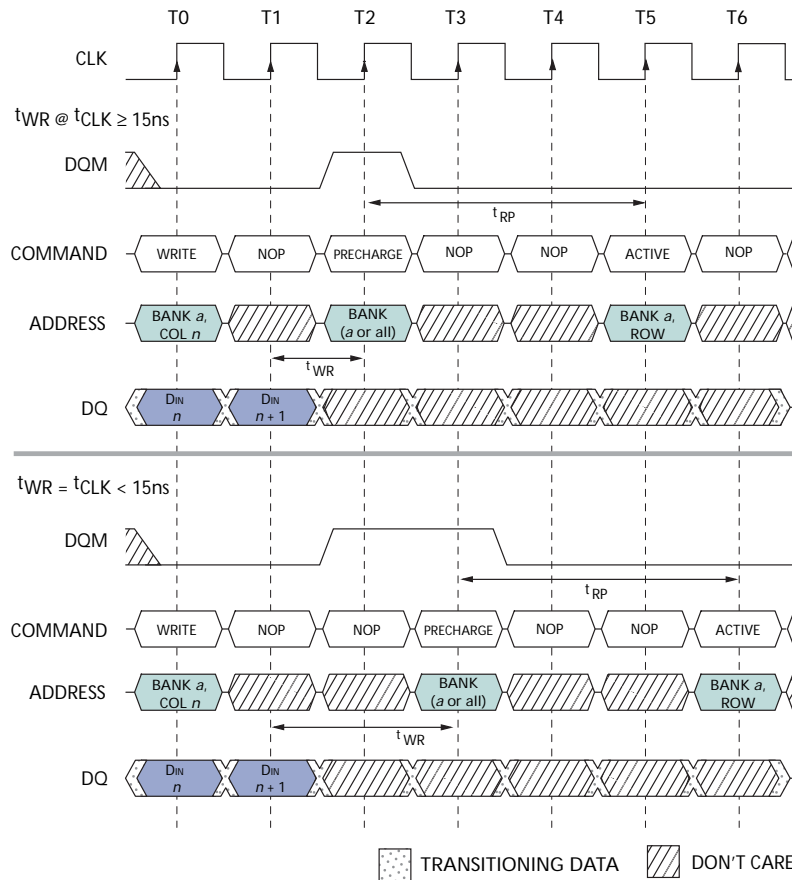 T0 T1 T2 T3 T4 T5 T6
CLK
tWR @ tCLK ≥ 15ns
DQM
tRP
COMMAND WRITE NOP PRECHARGE NOP NOP ACTIVE NOP
ADDRESS BANK a, COL n BANK (a or all) BANK a, ROW
tWR
DQ DIN n DIN n + 1
tWR = tCLK < 15ns
DQM
tRP
COMMAND WRITE NOP NOP PRECHARGE NOP NOP ACTIVE
ADDRESS BANK a, COL n BANK (a or all) BANK a, ROW
tWR
DQ DIN n DIN n + 1
TRANSITIONING DATA DON'T CARE